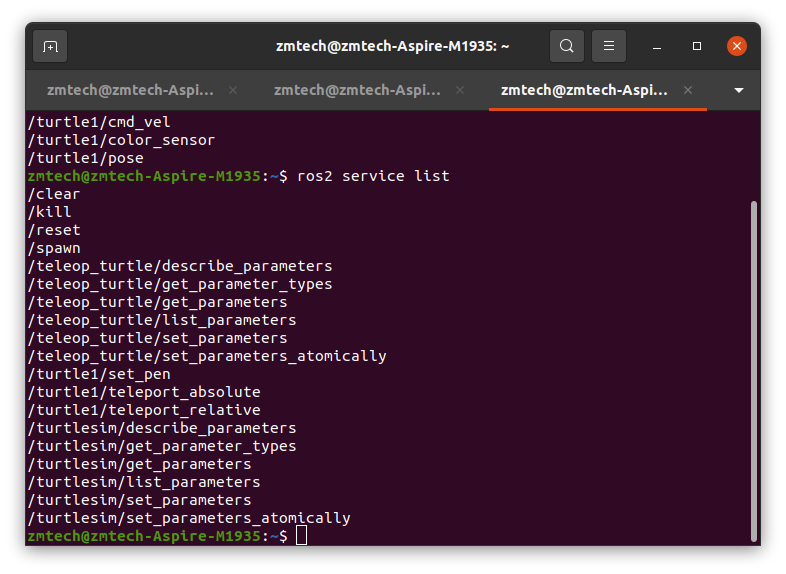 zmtech@zmtech-Aspire-M1935: ~
zmtech@zmtech-Aspi... zmtech@zmtech-Aspi... zmtech@zmtech-Aspi...
/turtle1/cmd_vel
/turtle1/color_sensor
/turtle1/pose
zmtech@zmtech-Aspire-M1935:~$ ros2 service list
/clear
/kill
/reset
/spawn
/teleop_turtle/describe_parameters
/teleop_turtle/get_parameter_types
/teleop_turtle/get_parameters
/teleop_turtle/list_parameters
/teleop_turtle/set_parameters
/teleop_turtle/set_parameters_atomically
/turtle1/set_pen
/turtle1/teleport_absolute
/turtle1/teleport_relative
/turtlesim/describe_parameters
/turtlesim/get_parameter_types
/turtlesim/get_parameters
/turtlesim/list_parameters
/turtlesim/set_parameters
/turtlesim/set_parameters_atomically
zmtech@zmtech-Aspire-M1935:~$